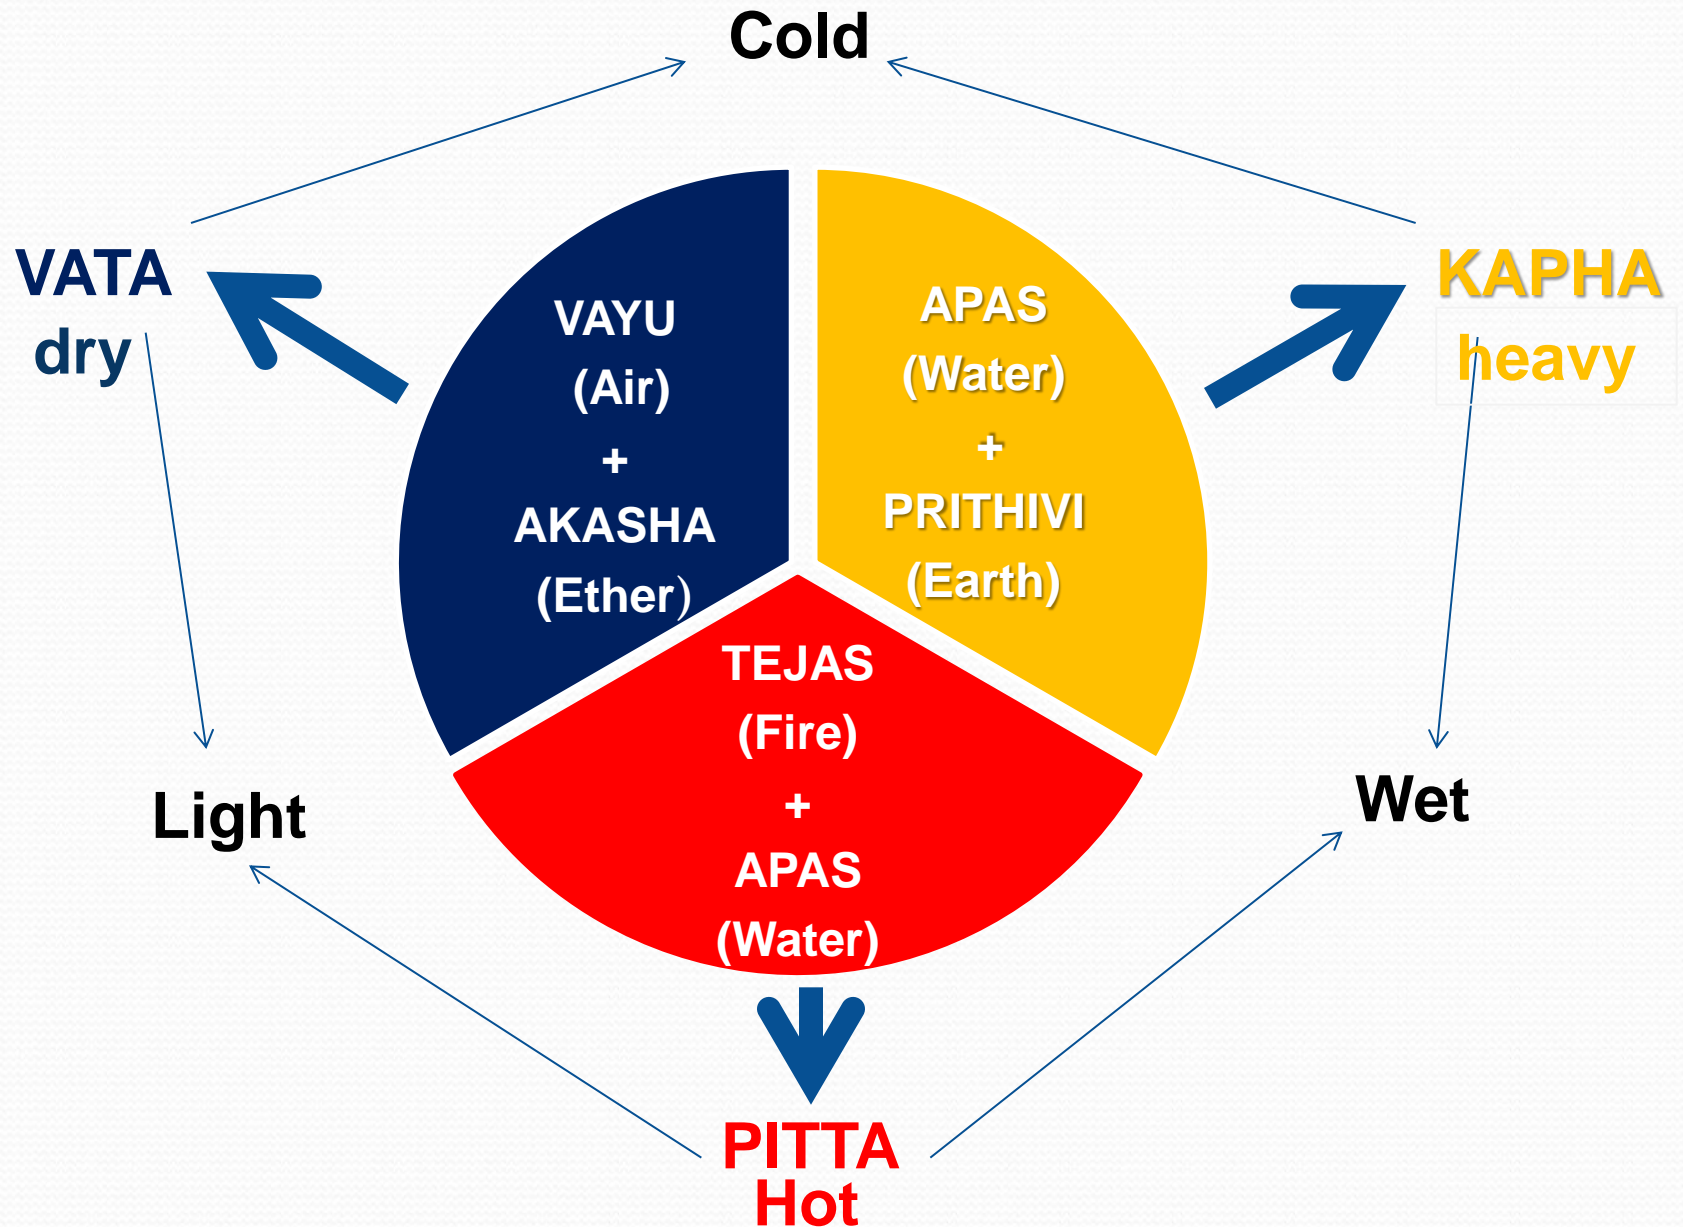 Cold
VATA
dry
VAYU
(Air)
+
AKASHA
(Ether)
APAS
(Water)
+
PRITHIVI
(Earth)
KAPHA
heavy
TEJAS
(Fire)
+
APAS
(Water)
Light
Wet
PITTA
Hot